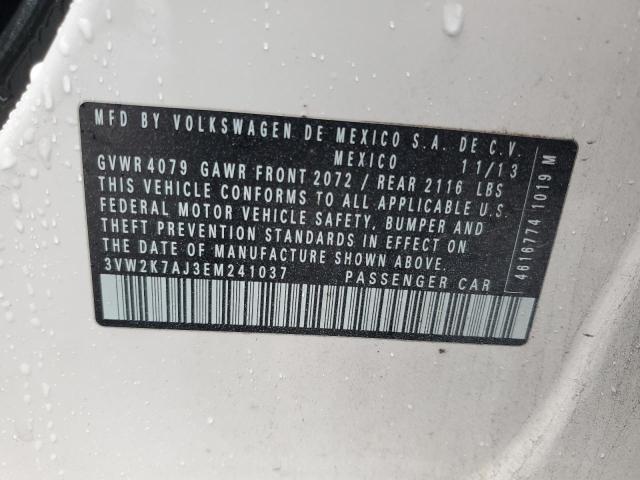 MFD BY VOLKSWAGEN DE MEXICO S.A. DE C.V.
MEXICO 11/13
GVWR 4079 GAWR FRONT 2072 / REAR 2116 LBS
THIS VEHICLE CONFORMS TO ALL APPLICABLE U.S.
FEDERAL MOTOR VEHICLE SAFETY, BUMPER AND
THEFT PREVENTION STANDARDS IN EFFECT ON
THE DATE OF MANUFACTURE SHOWN ABOVE.
3VW2K7AJ3EM241037 PASSENGER CAR
46167741019 M